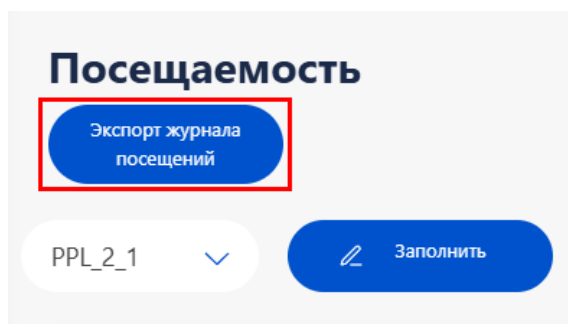 Посещаемость
Экспорт журнала
посещений
PPL_2_1
Заполнить